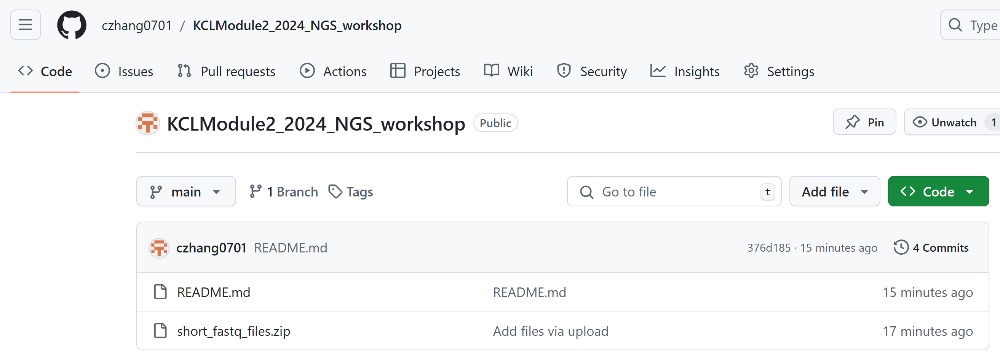 czhang0701 / KCLModule2_2024_NGS_workshop
Type
Code Issues Pull requests Actions Projects Wiki Security Insights Settings
KCLModule2_2024_NGS_workshop Public Pin Unwatch 1
main 1 Branch Tags Go to file t Add file Code
czhang0701 README.md 376d185 · 15 minutes ago 4 Commits
README.md README.md 15 minutes ago
short_fastq_files.zip Add files via upload 17 minutes ago